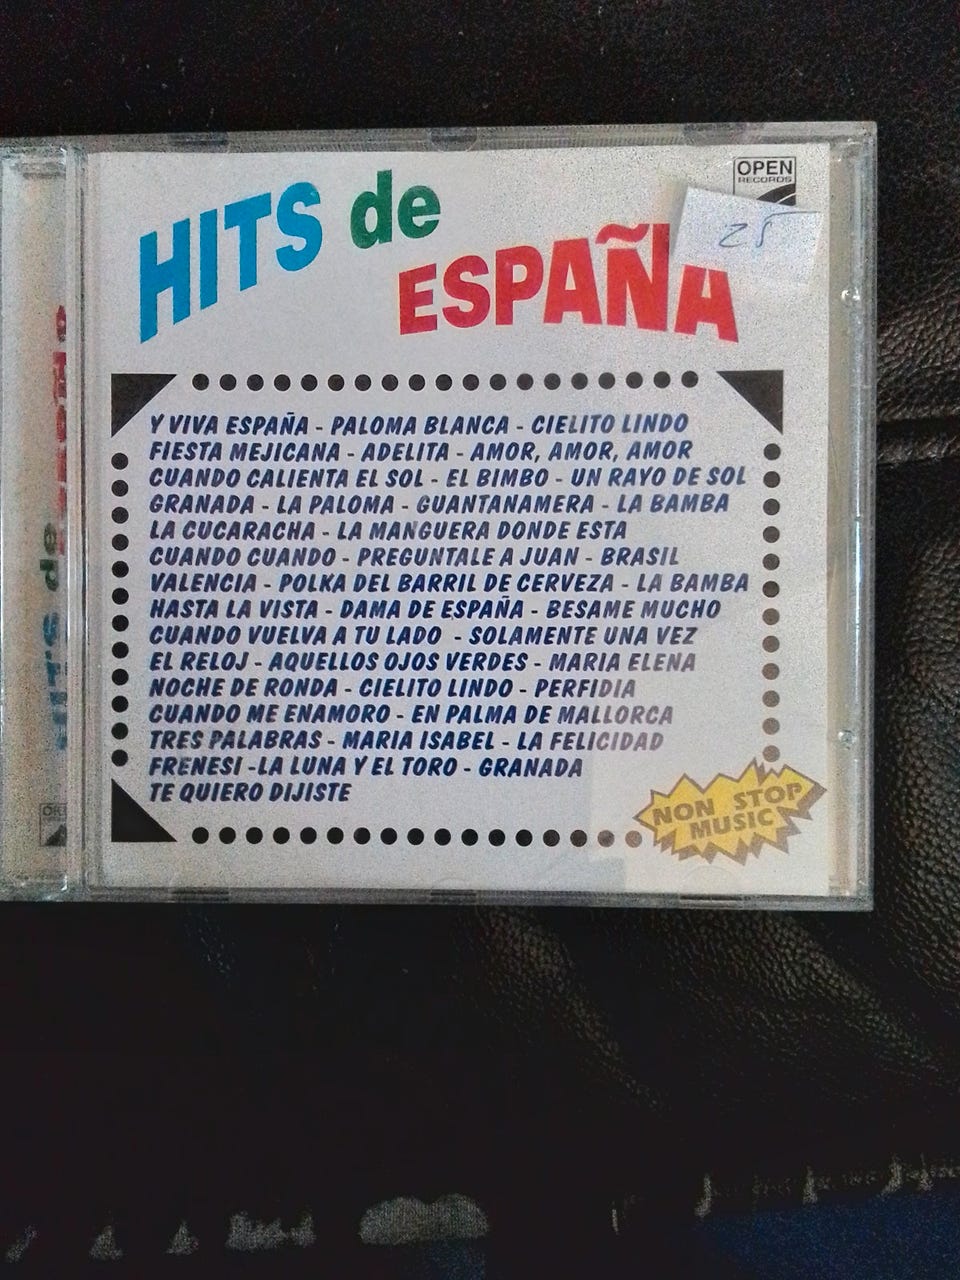 OPEN
RECORDS
25
HITS de
ESPAÑA
Y VIVA ESPAÑA - PALOMA BLANCA - CIELITO LINDO
FIESTA MEJICANA - ADELITA - AMOR, AMOR, AMOR
CUANDO CALIENTA EL SOL - EL BIMBO - UN RAYO DE SOL
GRANADA - LA PALOMA - GUANTANAMERA - LA BAMBA
LA CUCARACHA - LA MANGUERA DONDE ESTA
CUANDO CUANDO - PREGUNTALE A JUAN - BRASIL
VALENCIA - POLKA DEL BARRIL DE CERVEZA - LA BAMBA
HASTA LA VISTA - DAMA DE ESPAÑA - BESAME MUCHO
CUANDO VUELVA A TU LADO - SOLAMENTE UNA VEZ
EL RELOJ - AQUELLOS OJOS VERDES - MARIA ELENA
NOCHE DE RONDA - CIELITO LINDO - PERFIDIA
CUANDO ME ENAMORO - EN PALMA DE MALLORCA
TRES PALABRAS - MARIA ISABEL - LA FELICIDAD
FRENESI -LA LUNA Y EL TORO - GRANADA
TE QUIERO DIJISTE
NON STOP
MUSIC